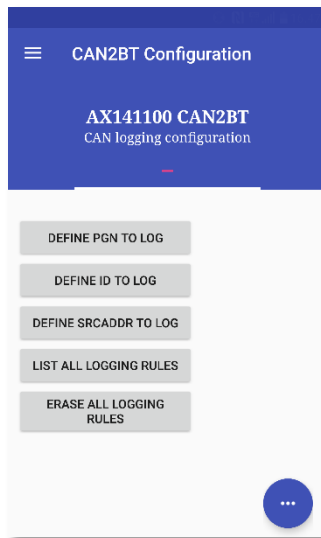 CAN2BT Configuration
AX141100 CAN2BT
CAN logging configuration
DEFINE PGN TO LOG
DEFINE ID TO LOG
DEFINE SRCADDR TO LOG
LIST ALL LOGGING RULES
ERASE ALL LOGGING
RULES